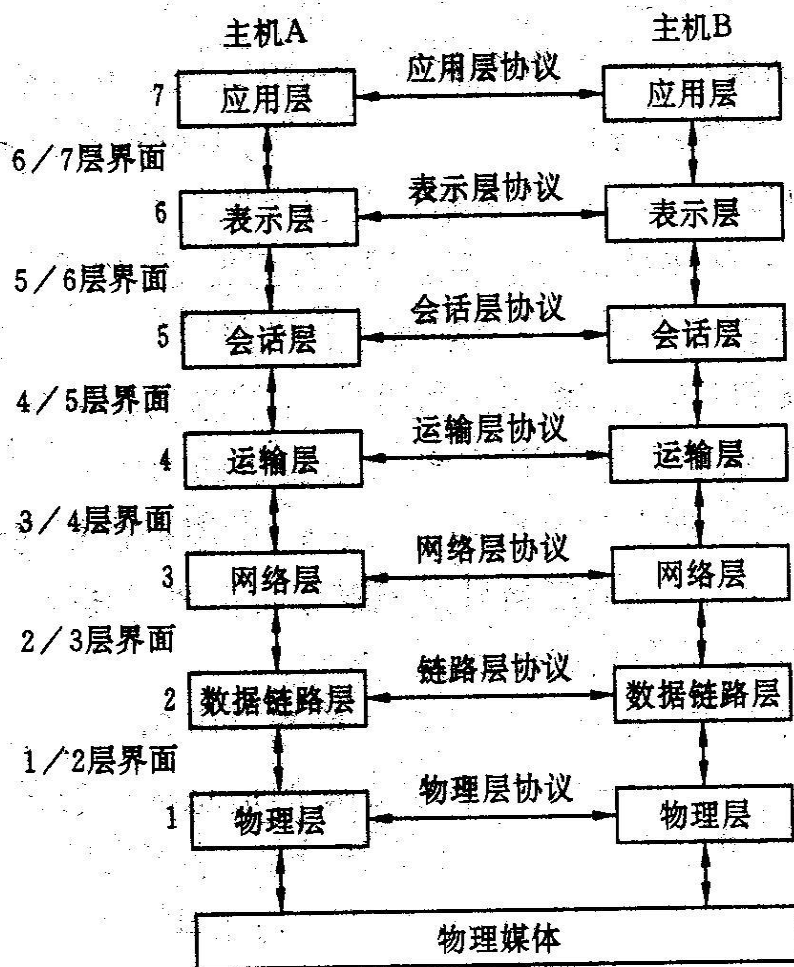 主机A 主机B
应用层协议
7 应用层 应用层
6/7层界面
表示层协议
6 表示层 表示层
5/6层界面
会话层协议
5 会话层 会话层
4/5层界面
运输层协议
4 运输层 运输层
3/4层界面
网络层协议
3 网络层 网络层
2/3层界面
链路层协议
2 数据链路层 数据链路层
1/2层界面
物理层协议
1 物理层 物理层
物理媒体